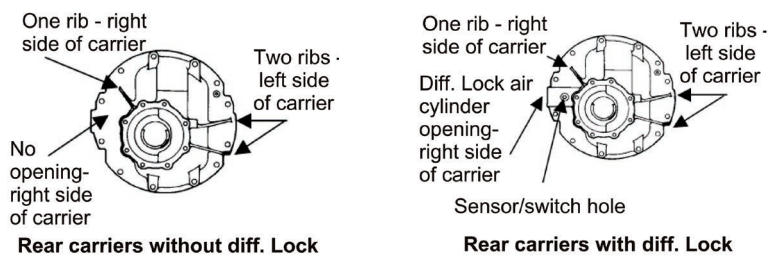 One rib - right
side of carrier
Two ribs -
left side
of carrier
No
opening-
right side
of carrier
Rear carriers without diff. Lock
One rib - right
side of carrier
Two ribs -
left side
of carrier
Diff. Lock air
cylinder
opening-
right side
of carrier
Sensor/switch hole
Rear carriers with diff. Lock